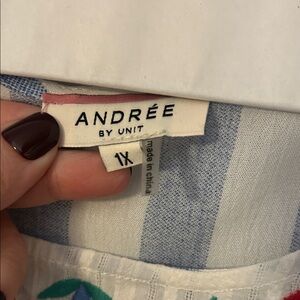 ANDRÉE
BY UNIT
1X
made in china